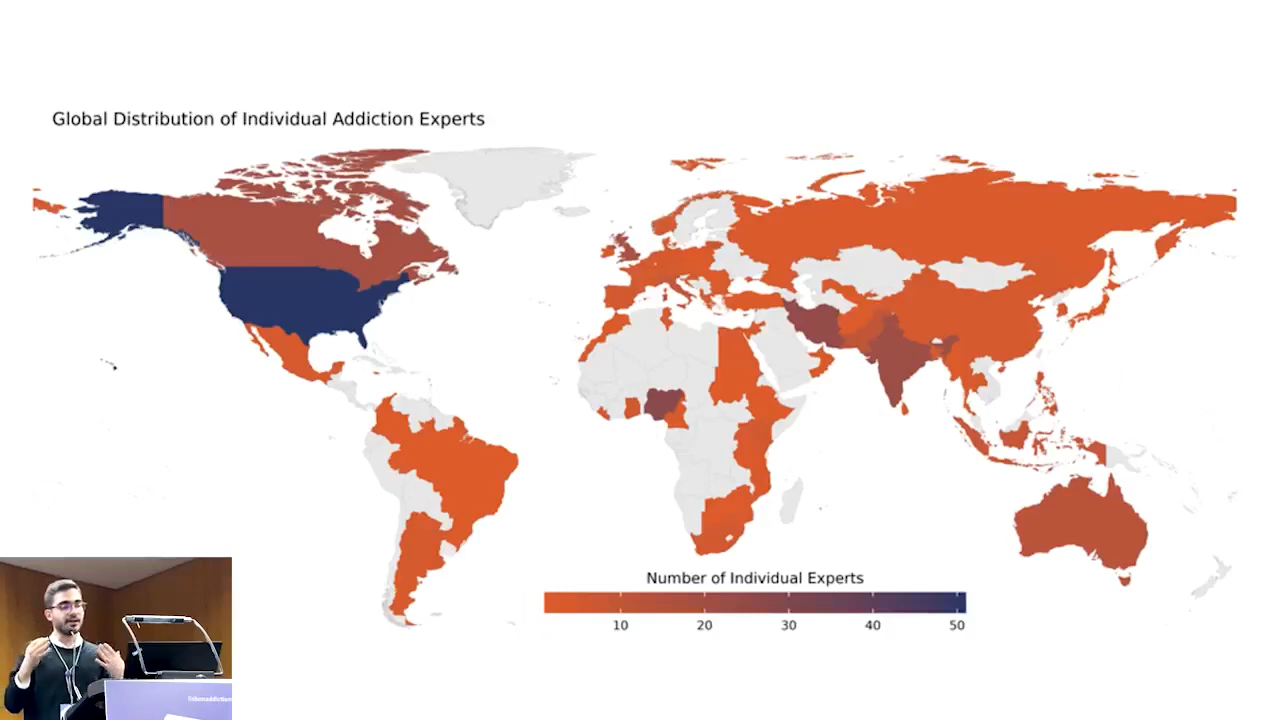 Global Distribution of Individual Addiction Experts
Number of Individual Experts
10 20 30 40 50